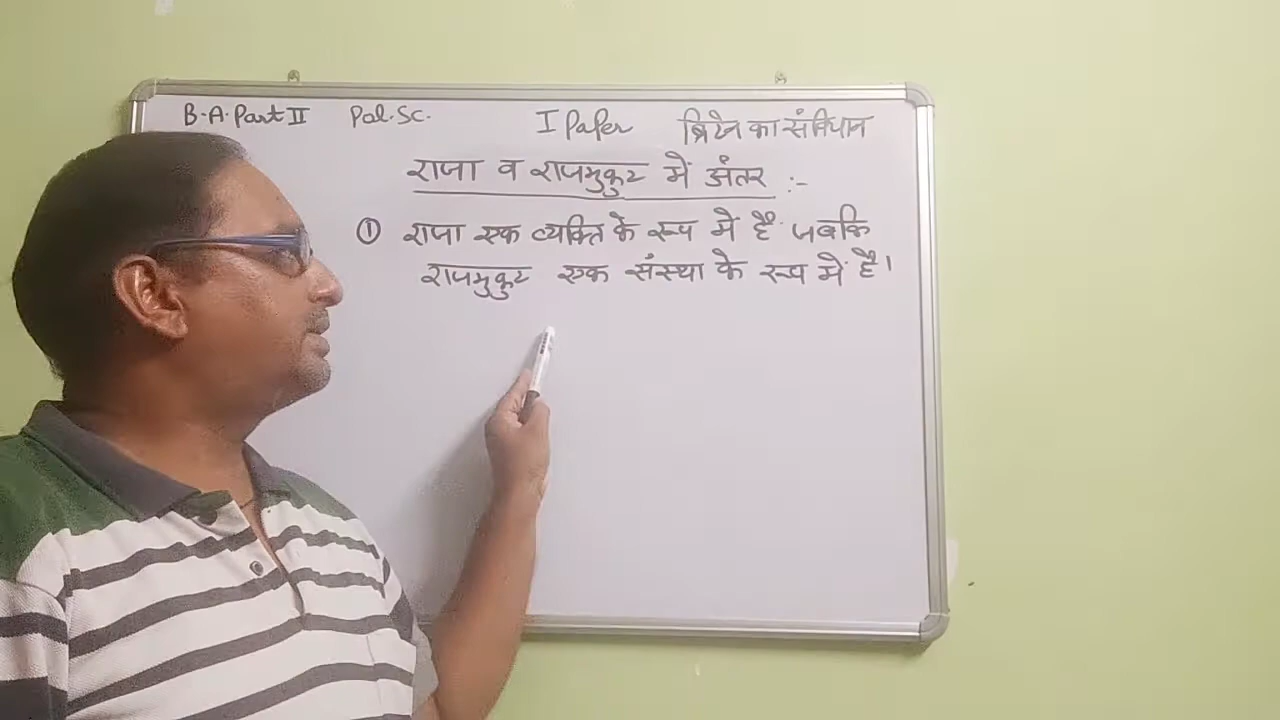 B.A. Part II Pol. Sc. I Paper ब्रिटेन का संविधान
राजा व राजमुकुट में अंतर :-
① राजा एक व्यक्ति के रूप में है जबकि
राजमुकुट एक संस्था के रूप में है।